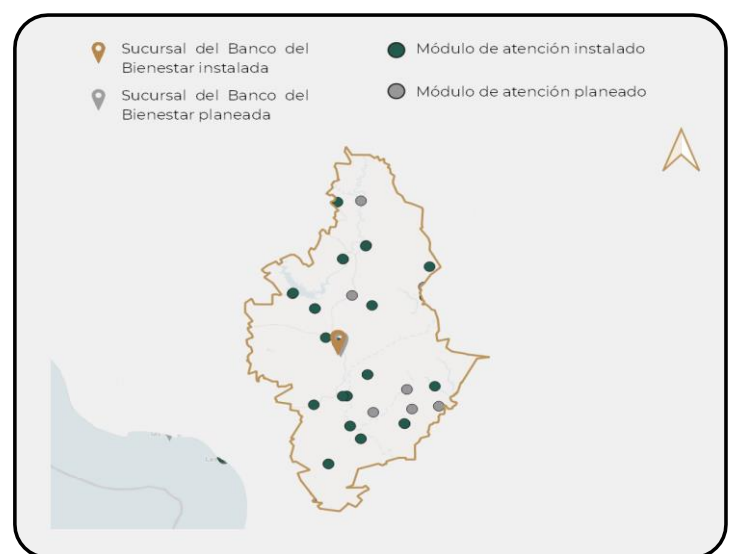 Sucursal del Banco del
Bienestar instalada
Sucursal del Banco del
Bienestar planeada
Módulo de atención instalado
Módulo de atención planeado